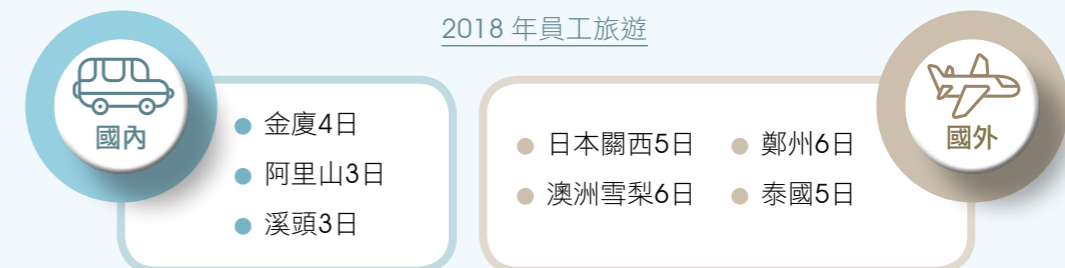 2018 年員工旅遊
國內
金廈4日
阿里山3日
溪頭3日
日本關西5日
鄭州6日
澳洲雪梨6日
泰國5日
國外